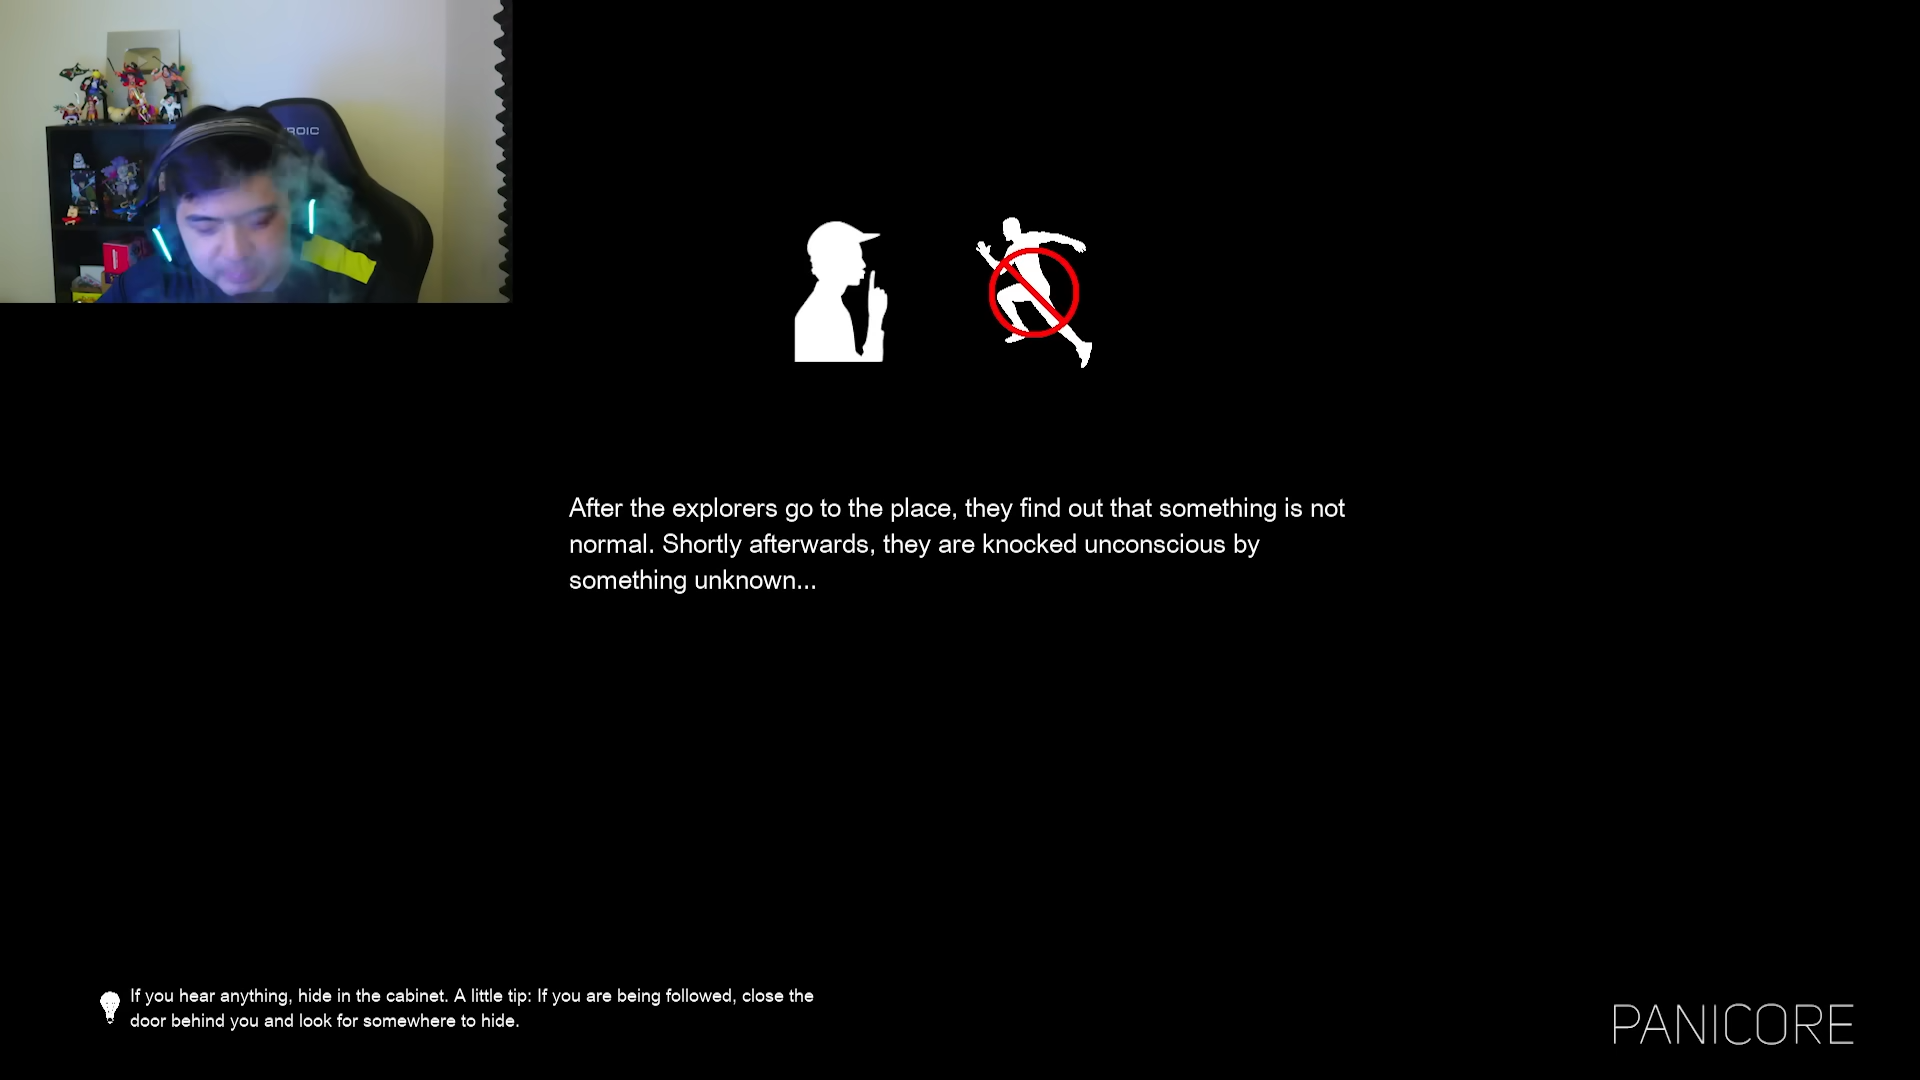 ROIC
After the explorers go to the place, they find out that something is not
normal. Shortly afterwards, they are knocked unconscious by
something unknown...
If you hear anything, hide in the cabinet. A little tip: If you are being followed, close the
door behind you and look for somewhere to hide.
PANICORE